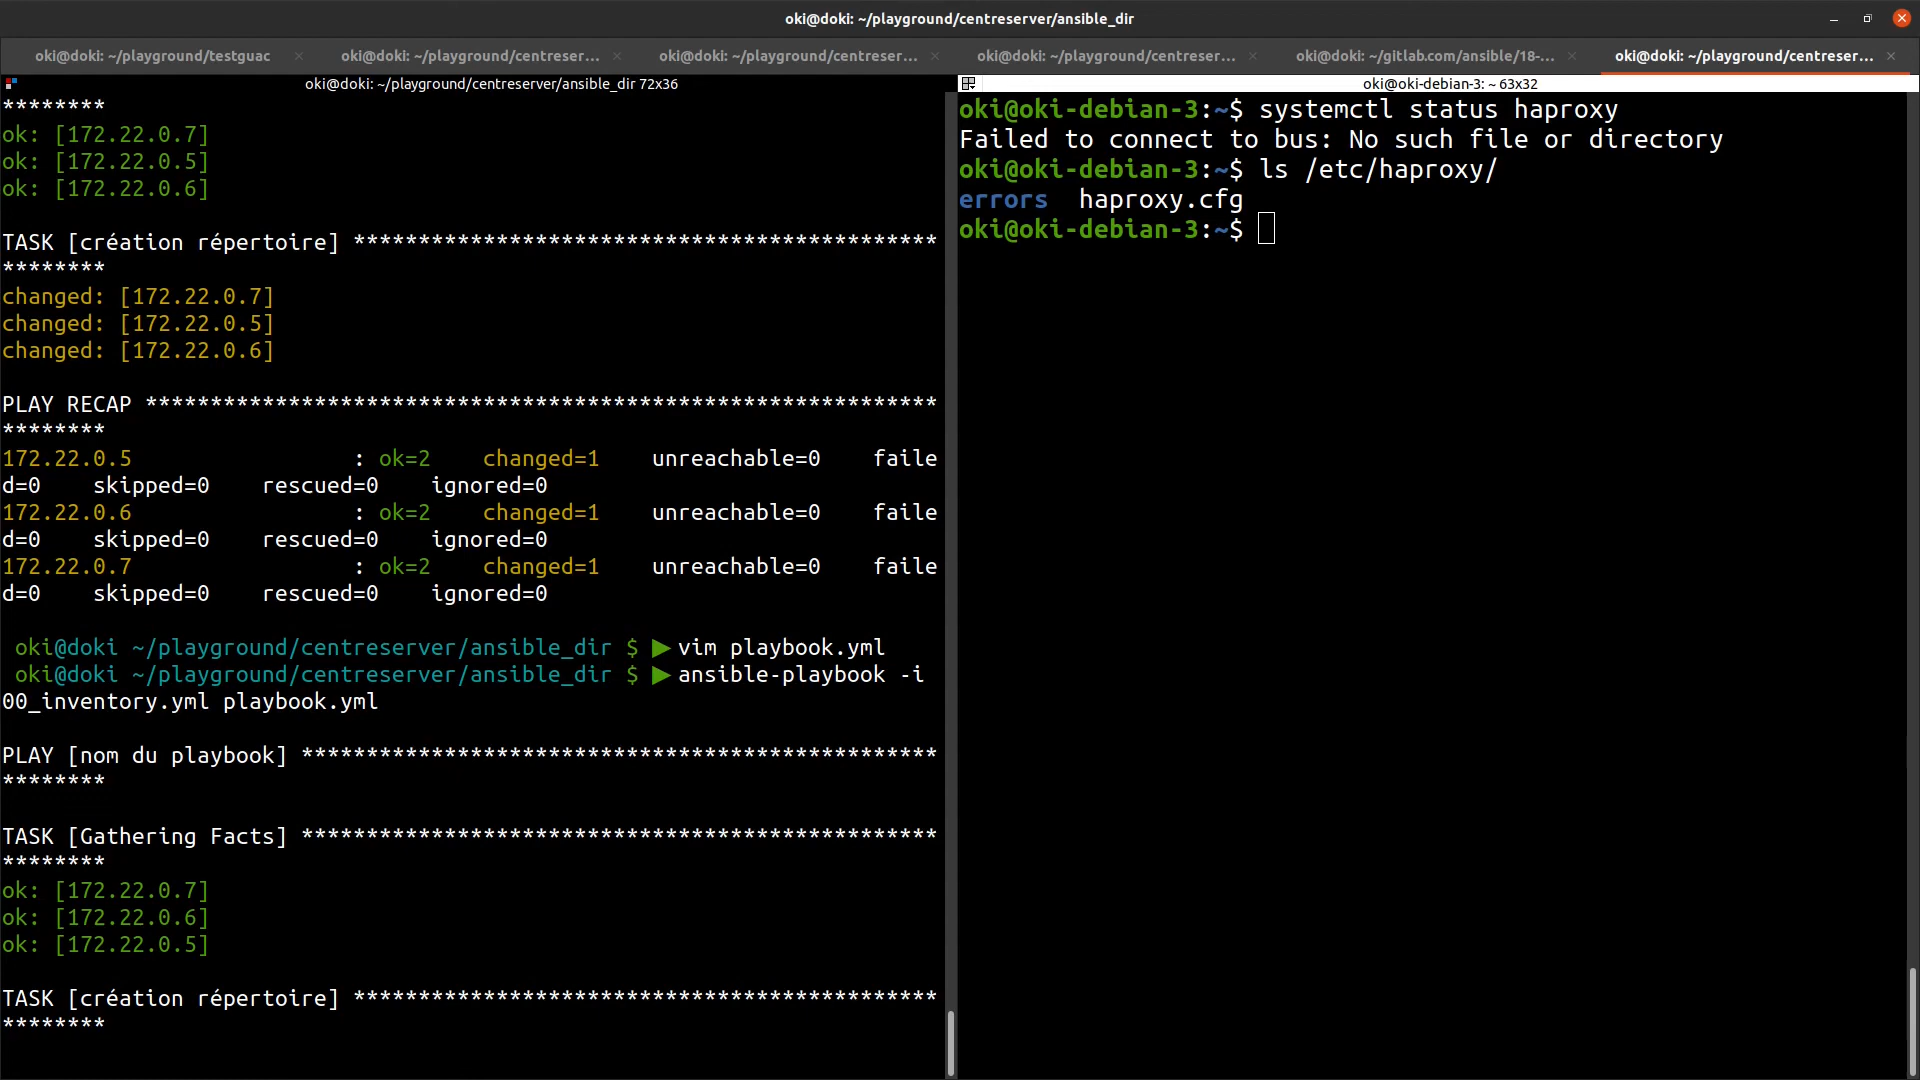 oki@doki: ~/playground/centreserver/ansible_dir
oki@doki: ~/playground/testguac
oki@doki: ~/playground/centreser...
oki@doki: ~/playground/centreser...
oki@doki: ~/playground/centreser...
oki@doki: ~/gitlab.com/ansible/18-...
oki@doki: ~/playground/centreser...
oki@doki: ~/playground/centreserver/ansible_dir 72x36
********
ok: [172.22.0.7]
ok: [172.22.0.5]
ok: [172.22.0.6]
TASK [création répertoire] *********************************************
********
changed: [172.22.0.7]
changed: [172.22.0.5]
changed: [172.22.0.6]
PLAY RECAP *************************************************************
********
172.22.0.5                 : ok=2    changed=1    unreachable=0    faile
d=0    skipped=0    rescued=0    ignored=0
172.22.0.6                 : ok=2    changed=1    unreachable=0    faile
d=0    skipped=0    rescued=0    ignored=0
172.22.0.7                 : ok=2    changed=1    unreachable=0    faile
d=0    skipped=0    rescued=0    ignored=0
oki@doki ~/playground/centreserver/ansible_dir $ ▶ vim playbook.yml
oki@doki ~/playground/centreserver/ansible_dir $ ▶ ansible-playbook -i
00_inventory.yml playbook.yml
PLAY [nom du playbook] *************************************************
********
TASK [Gathering Facts] *************************************************
********
ok: [172.22.0.7]
ok: [172.22.0.6]
ok: [172.22.0.5]
TASK [création répertoire] *********************************************
********
oki@oki-debian-3: ~ 63x32
oki@oki-debian-3:~$ systemctl status haproxy
Failed to connect to bus: No such file or directory
oki@oki-debian-3:~$ ls /etc/haproxy/
errors  haproxy.cfg
oki@oki-debian-3:~$